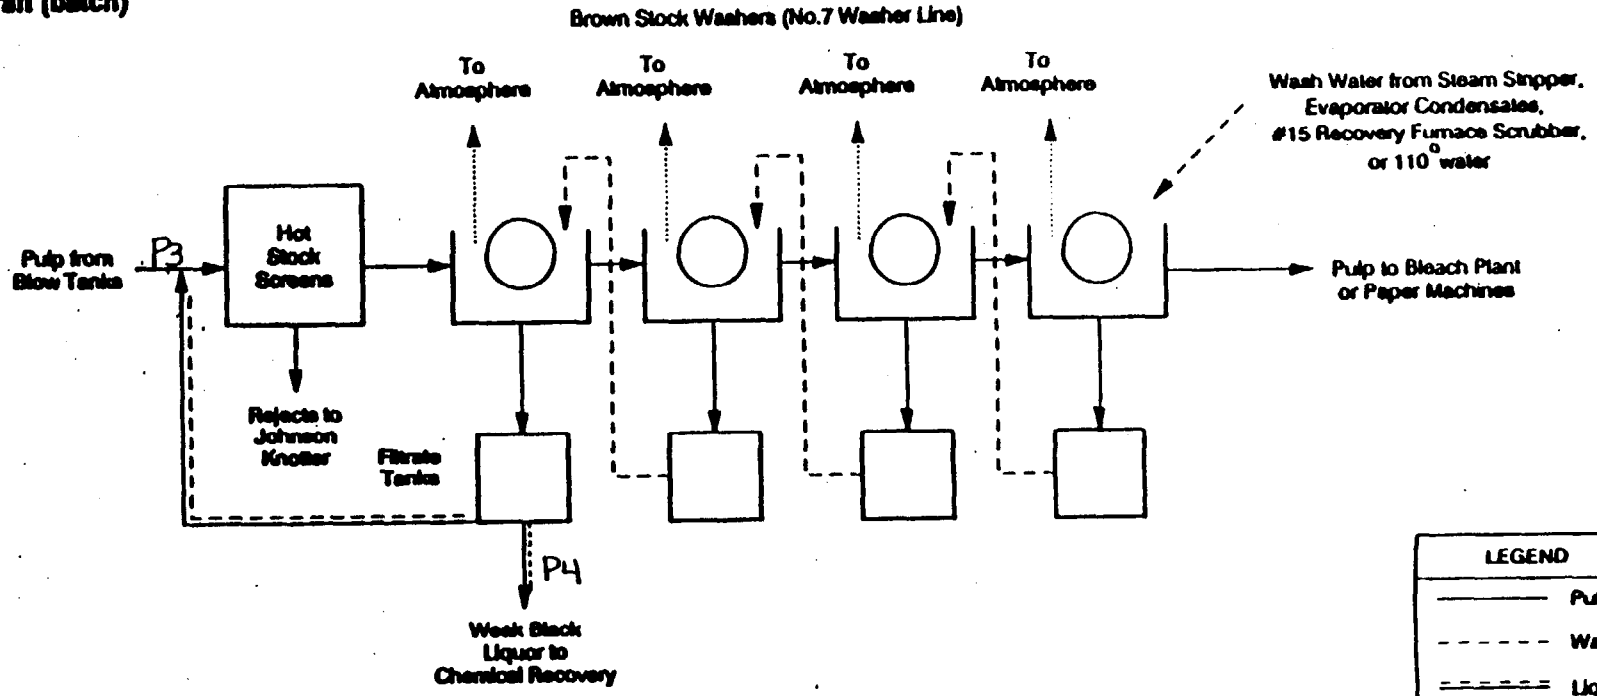 (batch)
Brown Stock Washers (No.7 Washer Line)
To
Atmosphere
To
Atmosphere
To
Atmosphere
To
Atmosphere
Wash Water from Steam Stripper,
Evaporator Condensates,
#15 Recovery Furnace Scrubber,
or 110° water
Pulp from
Blow Tanks
P3
Hot
Stock
Screens
Pulp to Bleach Plant
or Paper Machines
Rejects to
Johnson
Knotter
Filtrate
Tanks
P4
Weak Black
Liquor to
Chemical Recovery
LEGEND